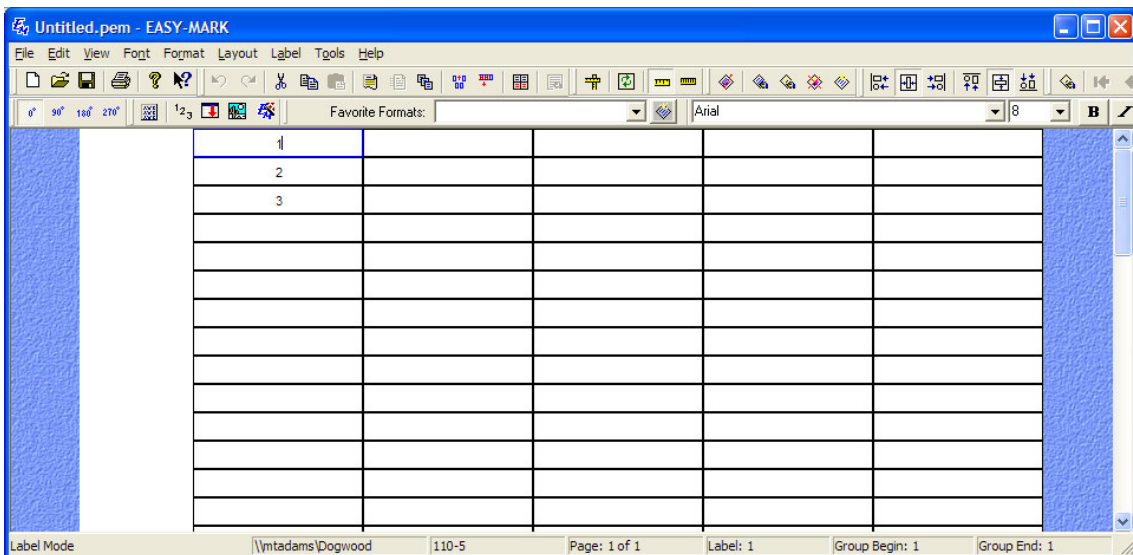 Untitled.pem - EASY-MARK
File Edit View Font Format Layout Label Tools Help
0° 90° 180° 270° 123 Favorite Formats: Arial 8 B I
1
2
3
Label Mode \\mtadams\Dogwood 110-5 Page: 1 of 1 Label: 1 Group Begin: 1 Group End: 1